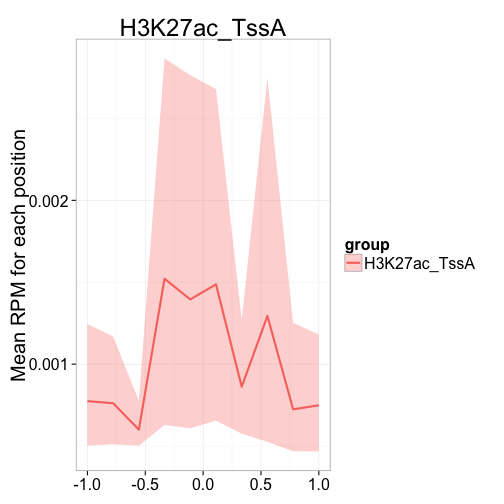 H3K27ac_TssA
Mean RPM for each position
0.002
0.001
-1.0 -0.5 0.0 0.5 1.0
group
H3K27ac_TssA